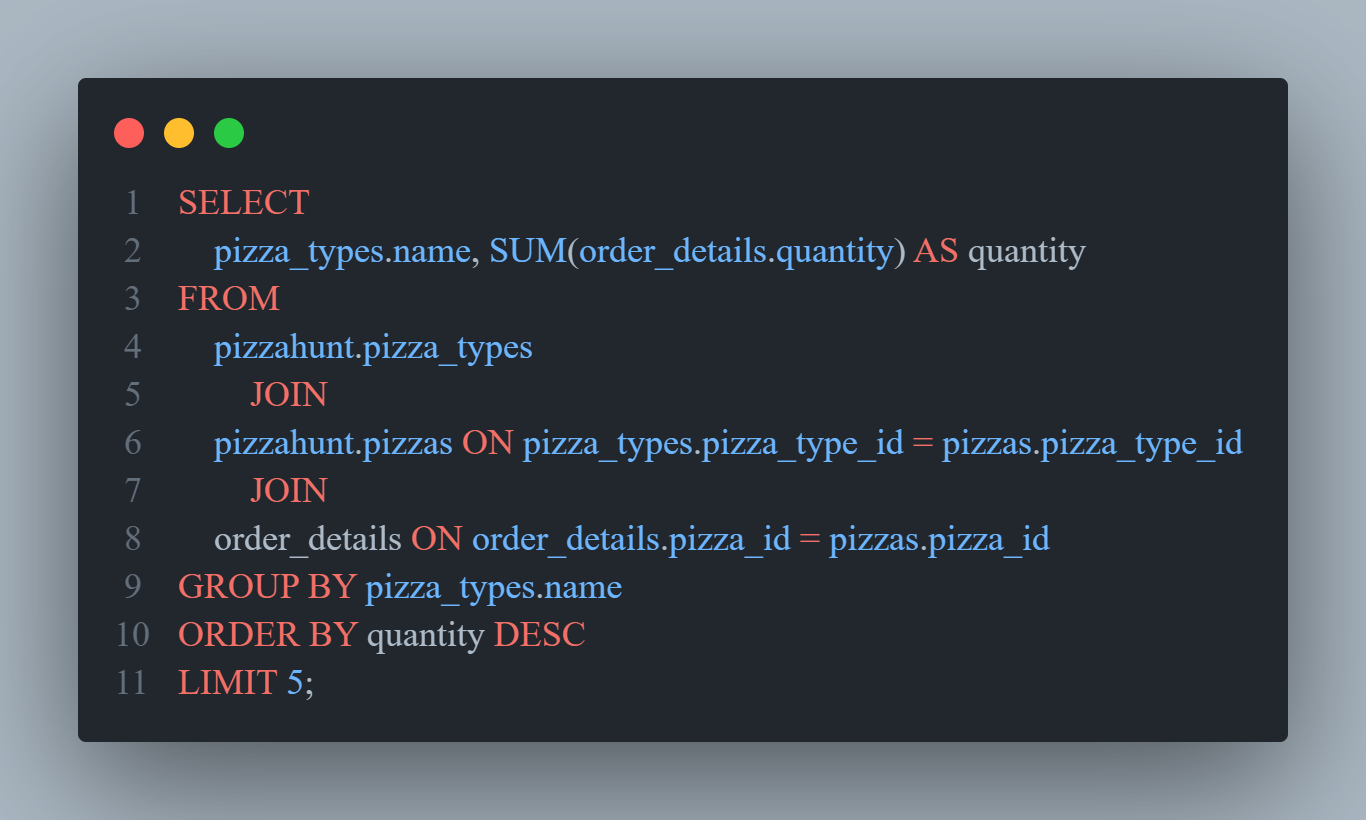 1 SELECT
2 pizza_types.name, SUM(order_details.quantity) AS quantity
3 FROM
4 pizzahunt.pizza_types
5 JOIN
6 pizzahunt.pizzas ON pizza_types.pizza_type_id = pizzas.pizza_type_id
7 JOIN
8 order_details ON order_details.pizza_id = pizzas.pizza_id
9 GROUP BY pizza_types.name
10 ORDER BY quantity DESC
11 LIMIT 5;